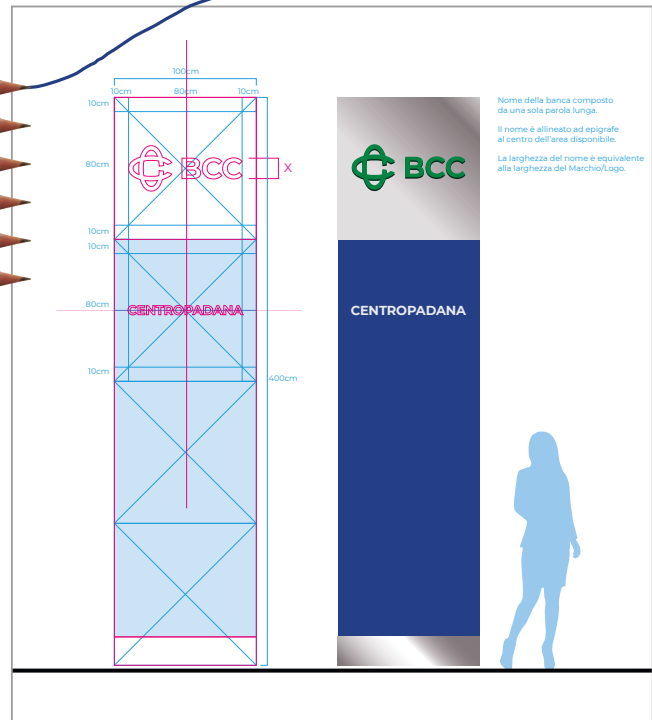 100cm
10cm 80cm 10cm
10cm
80cm
BCC
X
10cm
10cm
80cm
CENTROPADANA
10cm
400cm
BCC
CENTROPADANA
Nome della banca composto
da una sola parola lunga.
Il nome è allineato ad epigrafe
al centro dell'area disponibile.
La larghezza del nome è equivalente
alla larghezza del Marchio/Logo.